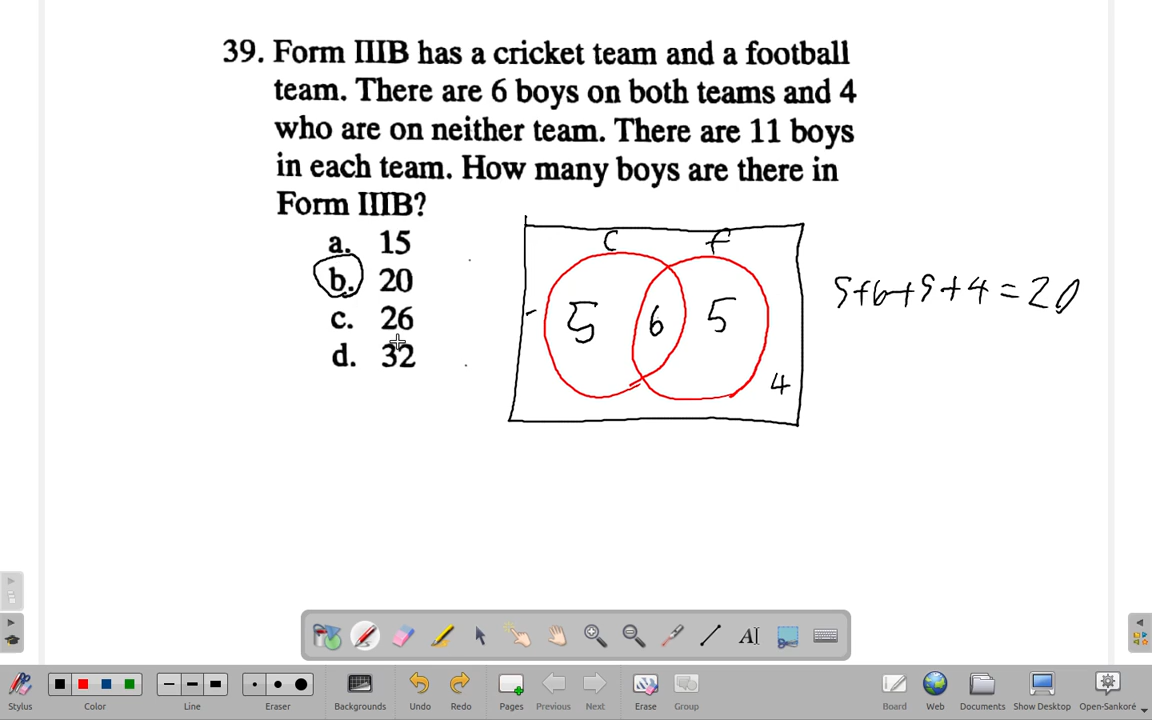 39. Form IIIB has a cricket team and a football
team. There are 6 boys on both teams and 4
who are on neither team. There are 11 boys
in each team. How many boys are there in
Form IIIB?
a. 15
b. 20
c. 26
d. 32
C f
5 6 5
4
5+6+5+4=20
Stylus Color Line Eraser Backgrounds Undo Redo Pages Previous Next Erase Group Board Web Documents Show Desktop Open-Sankoré